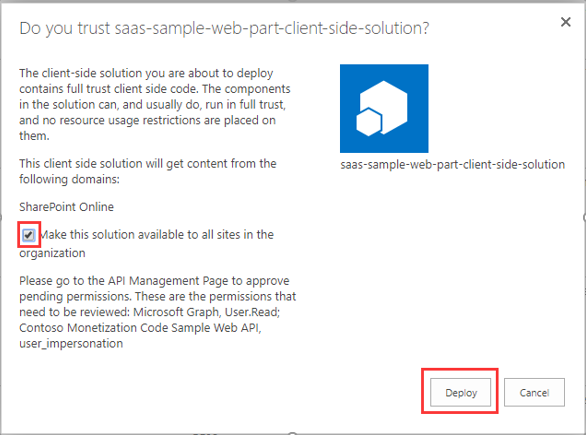 Do you trust saas-sample-web-part-client-side-solution?
The client-side solution you are about to deploy
contains full trust client side code. The components
in the solution can, and usually do, run in full trust,
and no resource usage restrictions are placed on
them.
This client side solution will get content from the
following domains:
SharePoint Online
Make this solution available to all sites in the
organization
Please go to the API Management Page to approve
pending permissions. These are the permissions that
need to be reviewed: Microsoft Graph, User.Read;
Contoso Monetization Code Sample Web API,
user_impersonation
saas-sample-web-part-client-side-solution
Deploy
Cancel